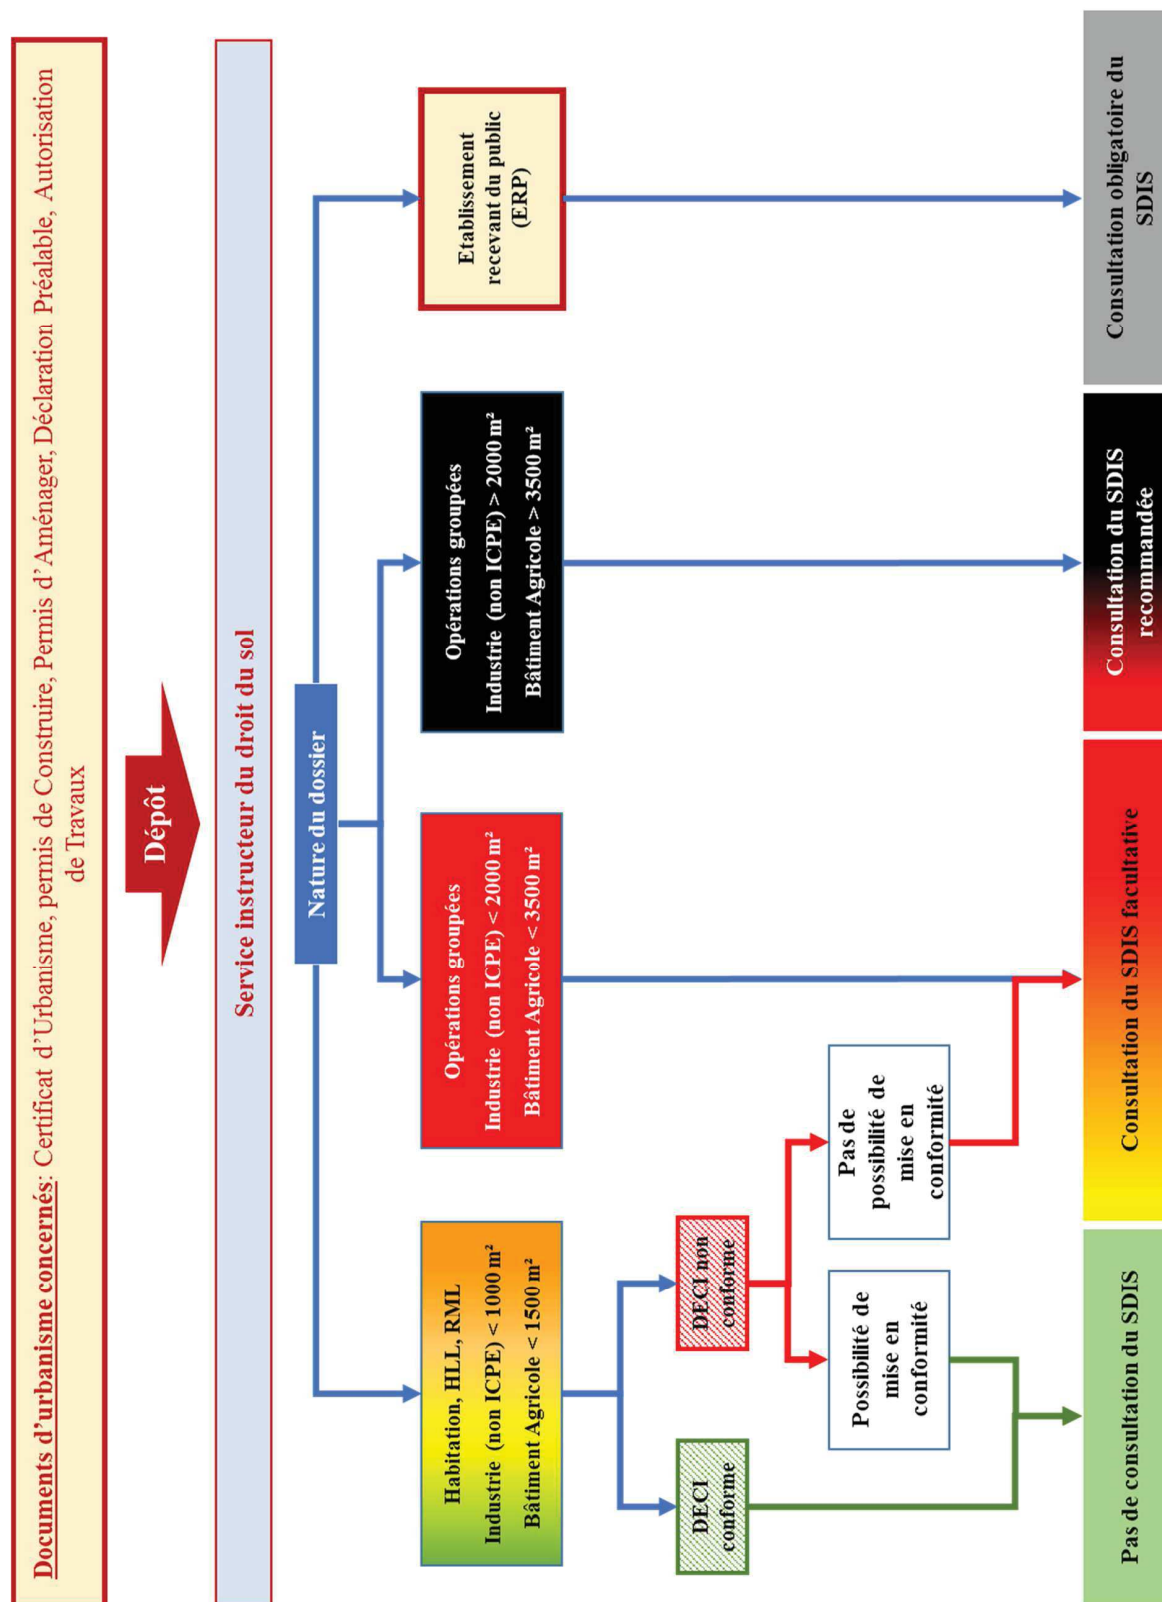 Documents d'urbanisme concernés: Certificat d'Urbanisme, permis de Construire, Permis d'Aménager, Déclaration Préalable, Autorisation
de Travaux
Dépôt
Service instructeur du droit du sol
Nature du dossier
Habitation, HLL, RML
Industrie (non ICPE) < 1000 m²
Bâtiment Agricole < 1500 m²
Opérations groupées
Industrie (non ICPE) < 2000 m²
Bâtiment Agricole < 3500 m²
Opérations groupées
Industrie (non ICPE) > 2000 m²
Bâtiment Agricole > 3500 m²
Etablissement
recevant du public
(ERP)
DECI
conforme
DECI non
conforme
Possibilité de
mise en
conformité
Pas de
possibilité de
mise en
conformité
Pas de consultation du SDIS
Consultation du SDIS facultative
Consultation du SDIS
recommandée
Consultation obligatoire du
SDIS